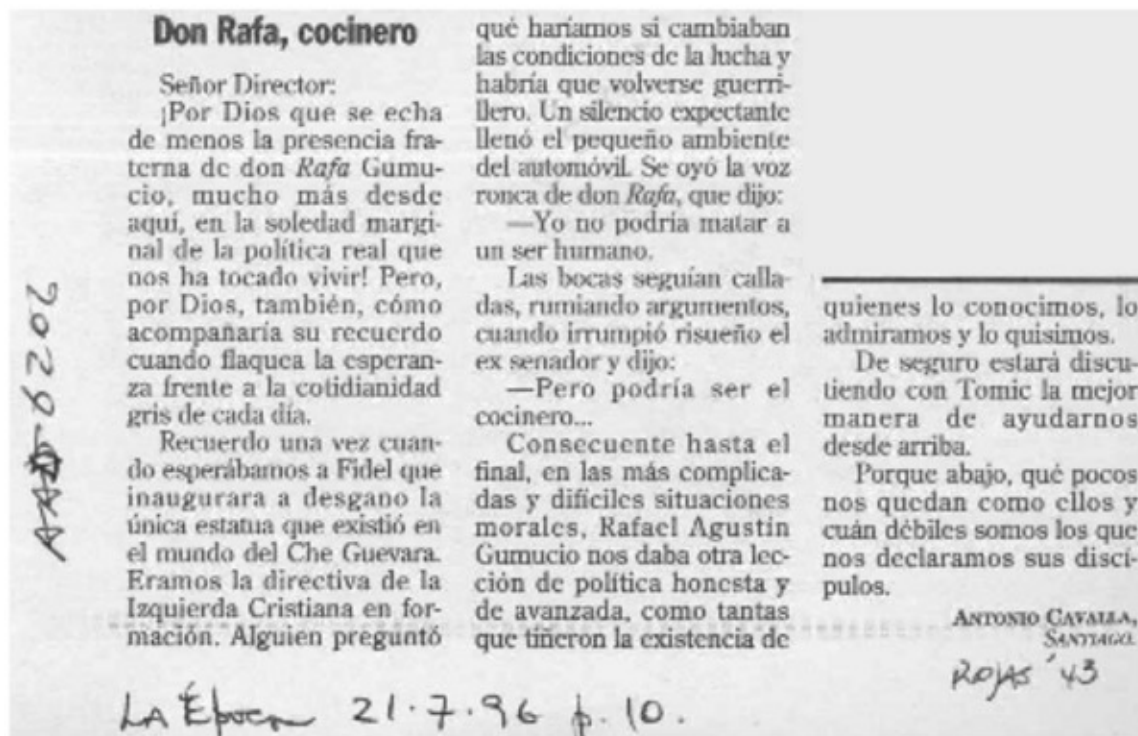 Don Rafa, cocinero
Señor Director:
¡Por Dios que se echa
de menos la presencia fra-
terna de don Rafa Gumu-
cio, mucho más desde
aquí, en la soledad margi-
nal de la política real que
nos ha tocado vivir! Pero,
por Dios, también, cómo
acompañaría su recuerdo
cuando flaquea la esperan-
za frente a la cotidianidad
gris de cada día.
Recuerdo una vez cuan-
do esperábamos a Fidel que
inaugurara a desgano la
única estatua que existió en
el mundo del Che Guevara.
Eramos la directiva de la
Izquierda Cristiana en for-
mación. Alguien preguntó
qué haríamos si cambiaban
las condiciones de la lucha y
habría que volverse guerri-
llero. Un silencio expectante
llenó el pequeño ambiente
del automóvil. Se oyó la voz
ronca de don Rafa, que dijo:
—Yo no podría matar a
un ser humano.
Las bocas seguían calla-
das, rumiando argumentos,
cuando irrumpió risueño el
ex senador y dijo:
—Pero podría ser el
cocinero...
Consecuente hasta el
final, en las más complica-
das y difíciles situaciones
morales, Rafael Agustín
Gumucio nos daba otra lec-
ción de política honesta y
de avanzada, como tantas
que tiñeron la existencia de
quienes lo conocimos, lo
admiramos y lo quisimos.
De seguro estará discu-
tiendo con Tomic la mejor
manera de ayudarnos
desde arriba.
Porque abajo, qué pocos
nos quedan como ellos y
cuán débiles somos los que
nos declaramos sus discí-
pulos.
ANTONIO CAVALLA,
SANTIAGO.
ROJAS '43
LA Época 21.7.96 p. 10.